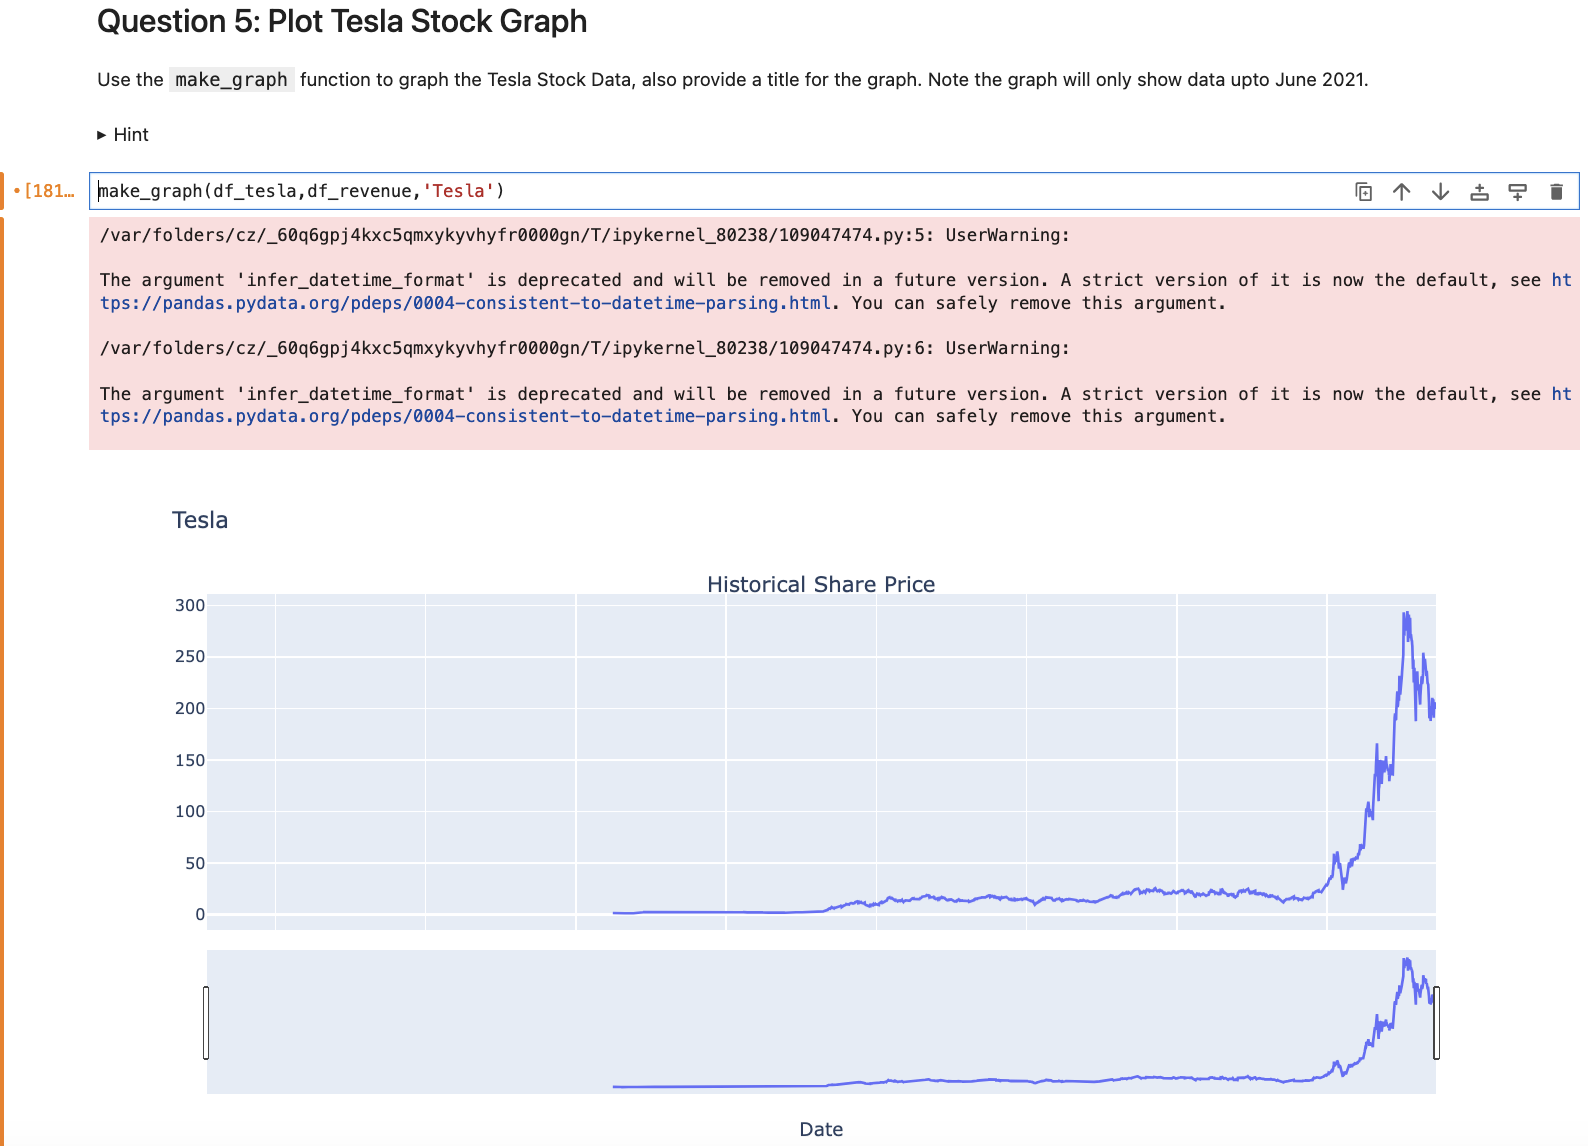 Question 5: Plot Tesla Stock Graph
Use the make_graph function to graph the Tesla Stock Data, also provide a title for the graph. Note the graph will only show data upto June 2021.
▸ Hint
•[181…
make_graph(df_tesla,df_revenue,'Tesla')
/var/folders/cz/_60q6gpj4kxc5qmxykyvhyfr0000gn/T/ipykernel_80238/109047474.py:5: UserWarning:
The argument 'infer_datetime_format' is deprecated and will be removed in a future version. A strict version of it is now the default, see ht
tps://pandas.pydata.org/pdeps/0004-consistent-to-datetime-parsing.html. You can safely remove this argument.
/var/folders/cz/_60q6gpj4kxc5qmxykyvhyfr0000gn/T/ipykernel_80238/109047474.py:6: UserWarning:
The argument 'infer_datetime_format' is deprecated and will be removed in a future version. A strict version of it is now the default, see ht
tps://pandas.pydata.org/pdeps/0004-consistent-to-datetime-parsing.html. You can safely remove this argument.
Tesla
Historical Share Price
300
250
200
150
100
50
0
Date